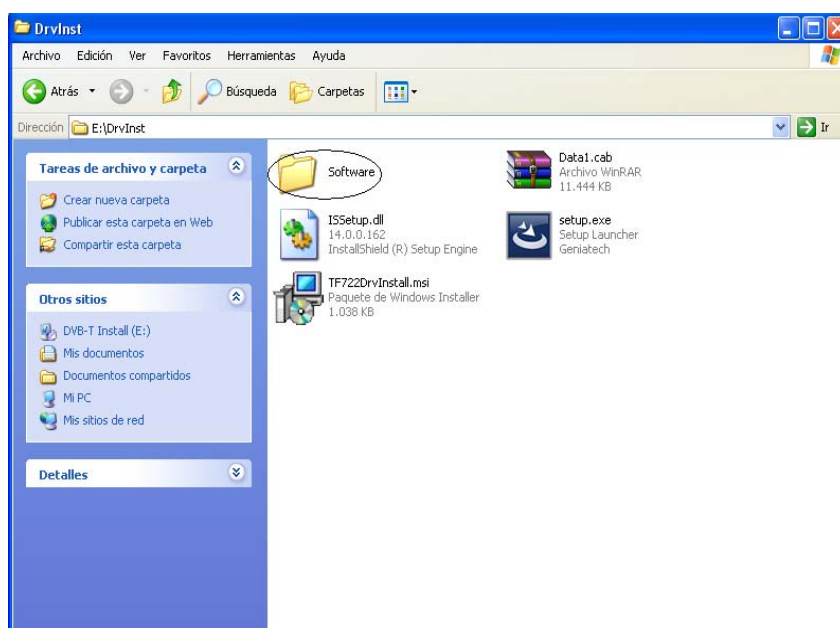 DrvInst
Archivo Edición Ver Favoritos Herramientas Ayuda
Atrás Búsqueda Carpetas
Dirección E:\DrvInst Ir
Tareas de archivo y carpeta
Crear nueva carpeta
Publicar esta carpeta en Web
Compartir esta carpeta
Otros sitios
DVB-T Install (E:)
Mis documentos
Documentos compartidos
Mi PC
Mis sitios de red
Detalles
Software
Data1.cab
Archivo WinRAR
11.444 KB
ISSetup.dll
14.0.0.162
InstallShield (R) Setup Engine
setup.exe
Setup Launcher
Geniatech
TF722DrvInstall.msi
Paquete de Windows Installer
1.038 KB